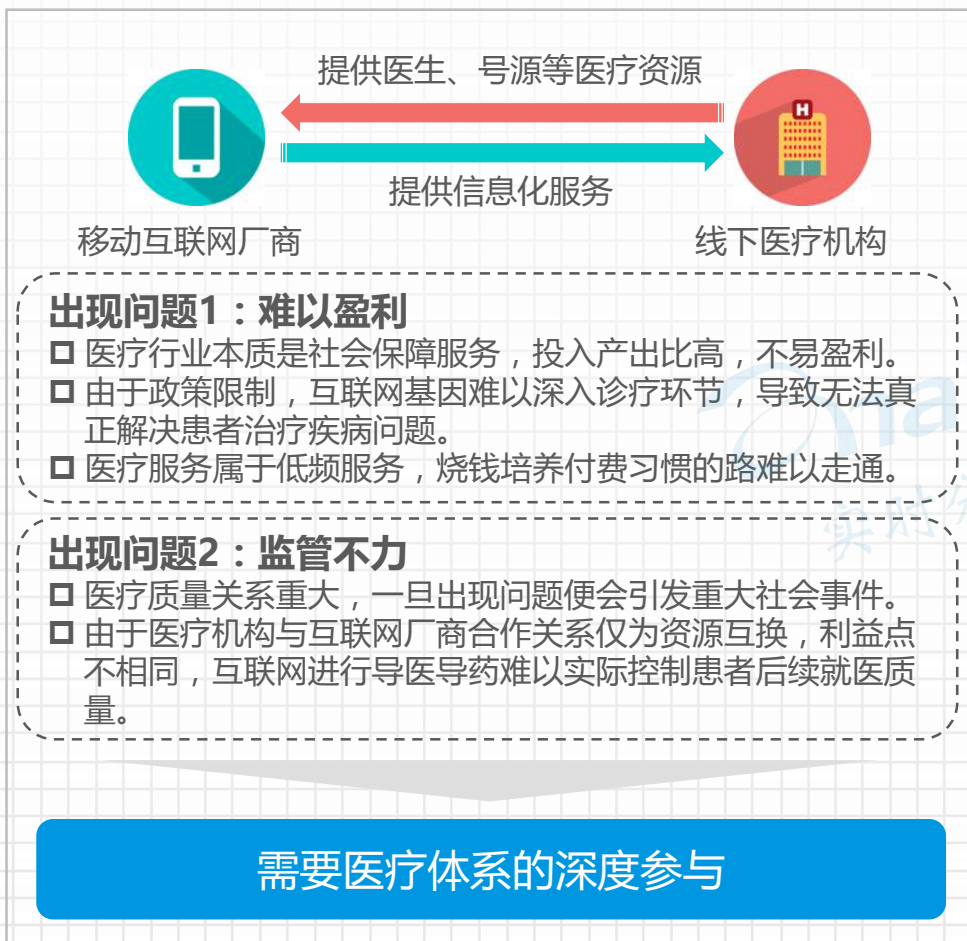 提供医生、号源等医疗资源
H
提供信息化服务
移动互联网厂商
线下医疗机构
出现问题1：难以盈利
医疗行业本质是社会保障服务，投入产出比高，不易盈利。
由于政策限制，互联网基因难以深入诊疗环节，导致无法真
正解决患者治疗疾病问题。
医疗服务属于低频服务，烧钱培养付费习惯的路难以走通。
出现问题2：监管不力
医疗质量关系重大，一旦出现问题便会引发重大社会事件。
由于医疗机构与互联网厂商合作关系仅为资源互换，利益点
不相同，互联网进行导医导药难以实际控制患者后续就医质
量。
需要医疗体系的深度参与